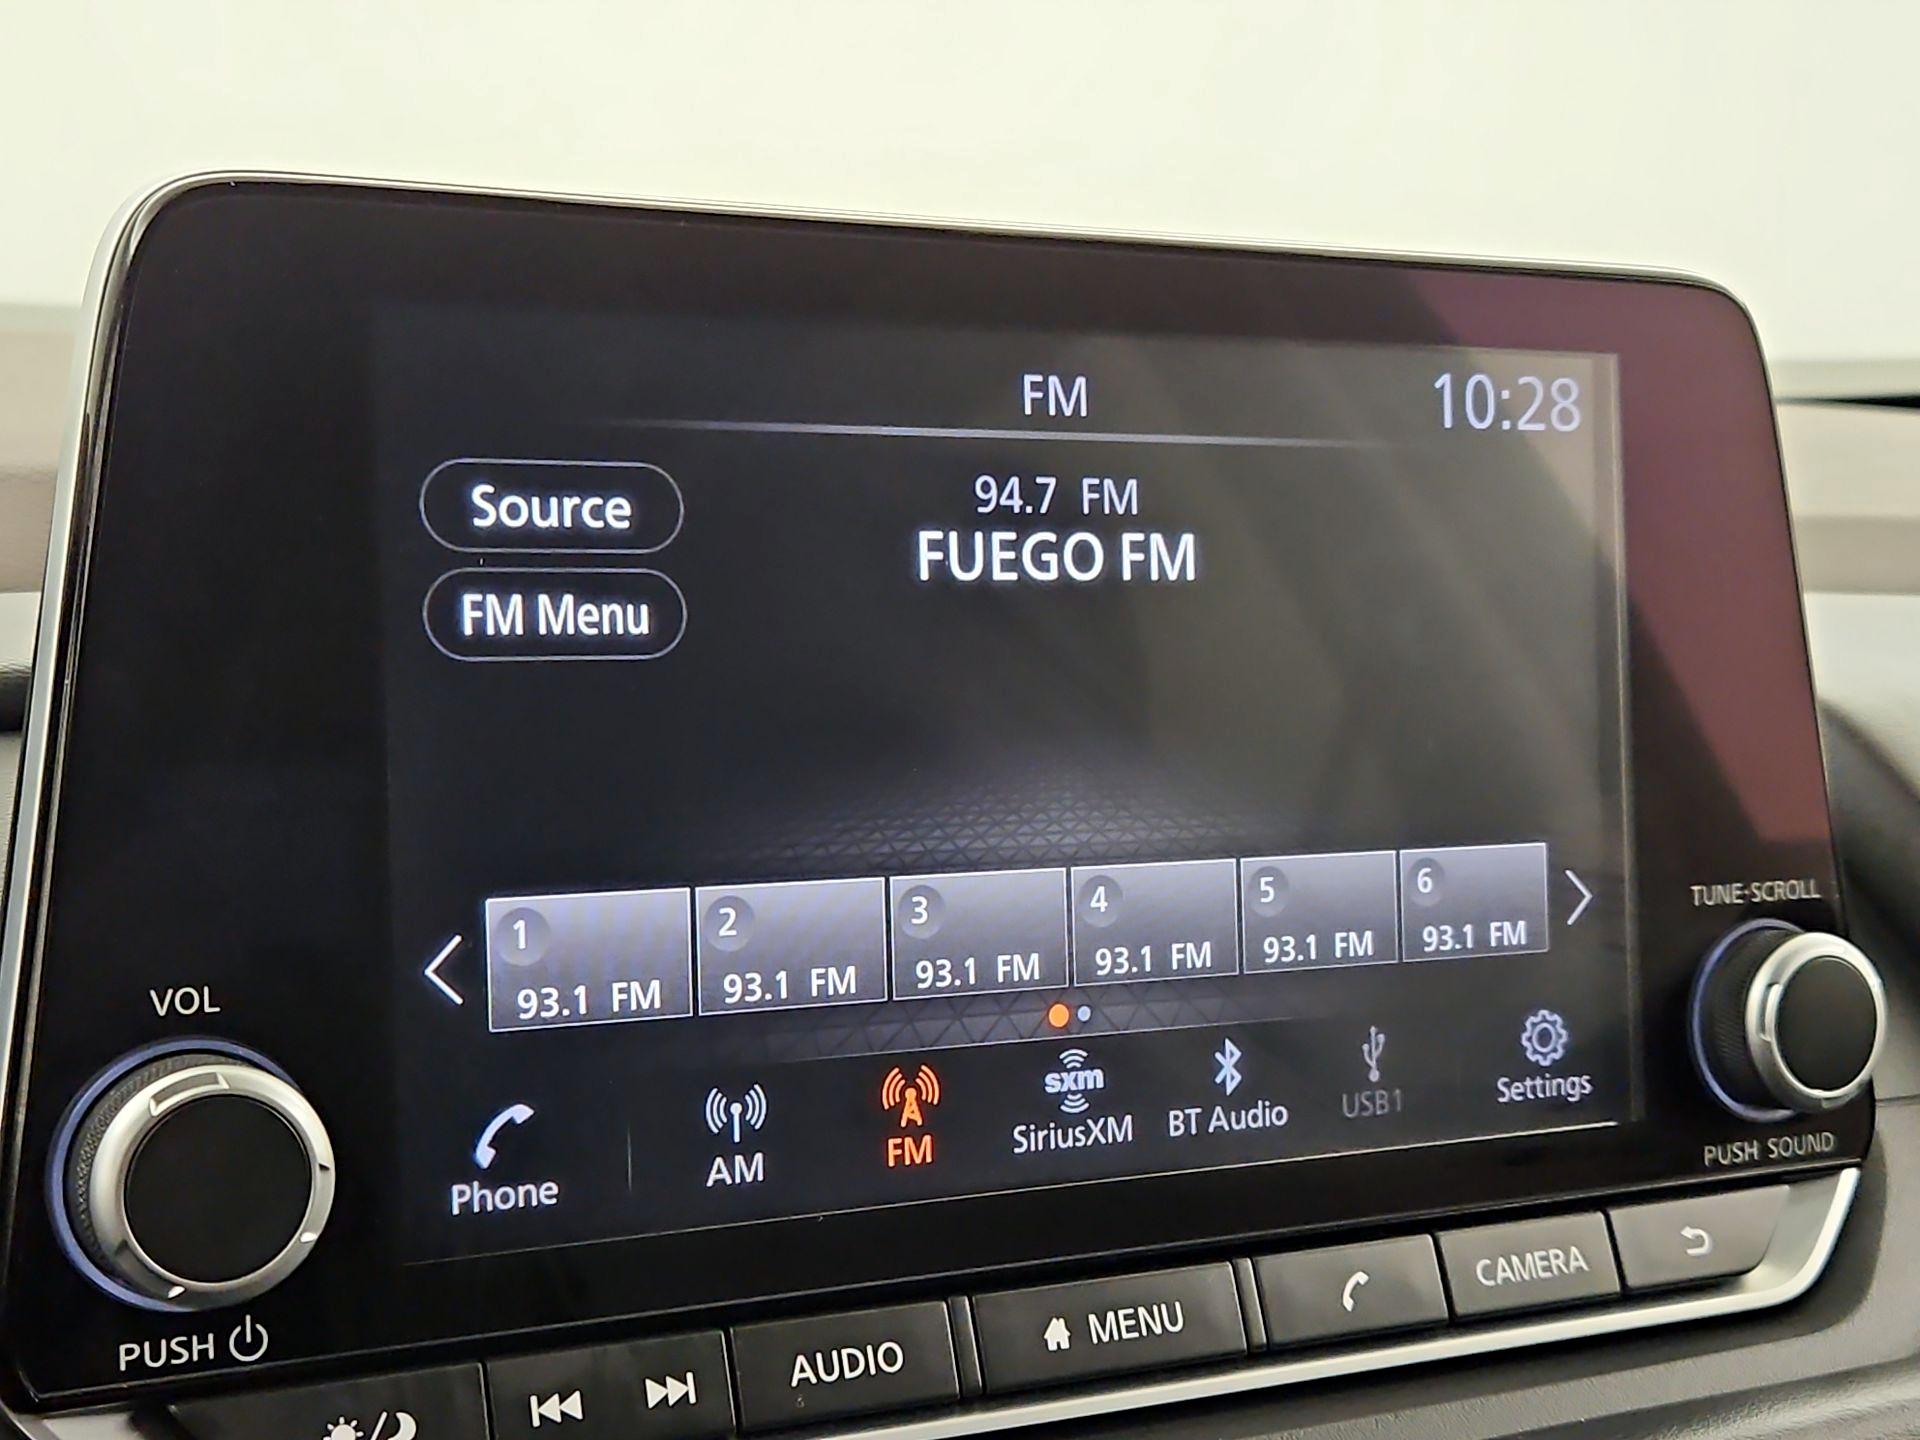 FM
10:28
Source
94.7 FM
FUEGO FM
FM Menu
1
93.1 FM
2
93.1 FM
3
93.1 FM
4
93.1 FM
5
93.1 FM
6
93.1 FM
TUNE·SCROLL
VOL
Phone
AM
FM
sxm
SiriusXM
BT Audio
USB1
Settings
PUSH SOUND
PUSH
AUDIO
MENU
CAMERA